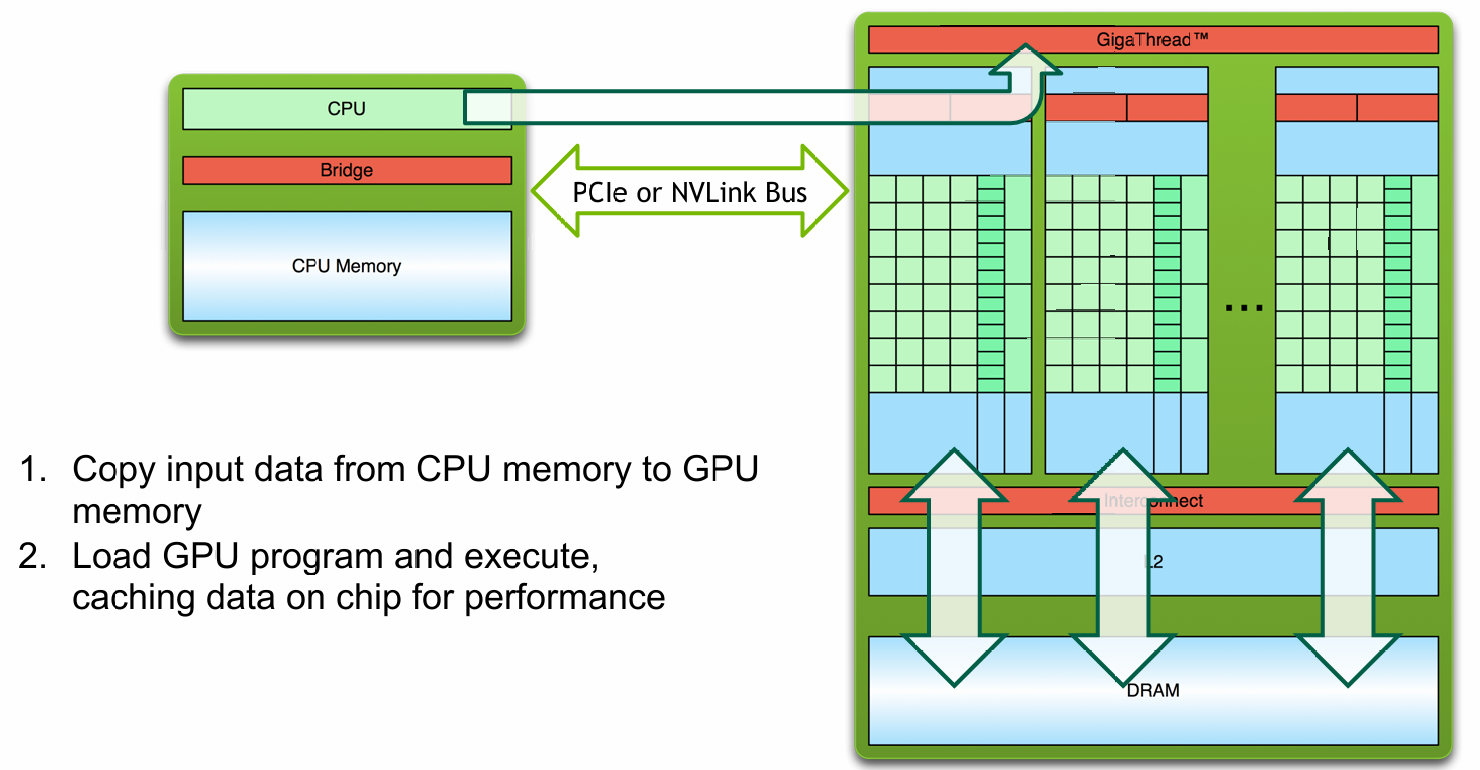 GigaThread™
CPU
Bridge
PCIe or NVLink Bus
CPU Memory
...
1. Copy input data from CPU memory to GPU
memory
2. Load GPU program and execute,
caching data on chip for performance
Interconnect
L2
DRAM